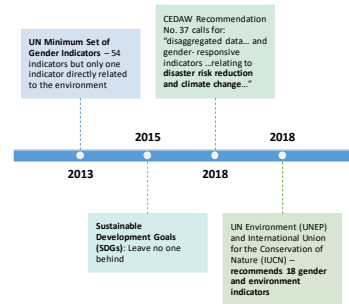 UN Minimum Set of
Gender Indicators – 54
indicators but only one
indicator directly related
to the environment
CEDAW Recommendation
No. 37 calls for:
"disaggregated data… and
gender- responsive
indicators …relating to
disaster risk reduction
and climate change…"
2015
2018
2013
2018
Sustainable
Development Goals
(SDGs): Leave no one
behind
UN Environment (UNEP)
and International Union
for the Conservation of
Nature (IUCN) –
recommends 18 gender
and environment
indicators